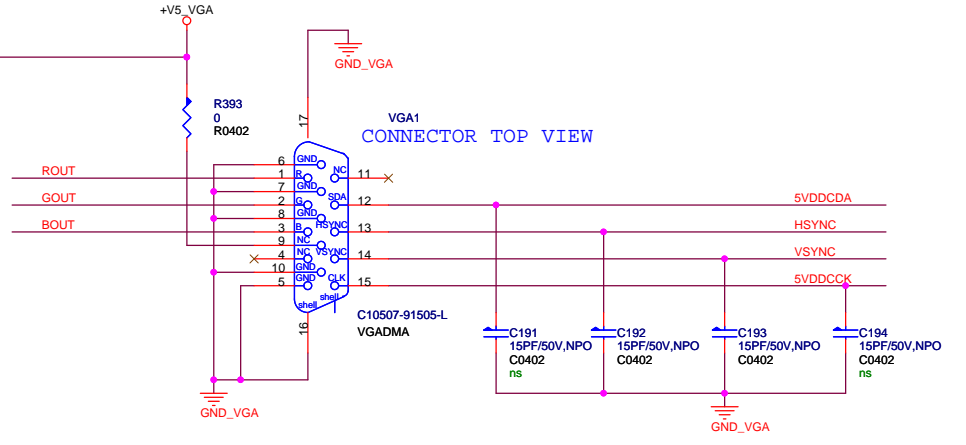 +V5_VGA
GND_VGA
R393
0
R0402
17
VGA1
CONNECTOR TOP VIEW
6
GND
NC
11
ROUT
1
R
7
GND
SDA
12
5VDDCDA
GOUT
2
G
8
GND
HSYNC
13
HSYNC
BOUT
3
B
9
NC
VSYNC
14
VSYNC
4
NC
10
GND
CLK
15
5VDDCCK
5
GND
shell
shell
16
C10507-91505-L
VGADMA
C191
15PF/50V,NPO
C0402
ns
C192
15PF/50V,NPO
C0402
C193
15PF/50V,NPO
C0402
C194
15PF/50V,NPO
C0402
ns
GND_VGA
GND_VGA